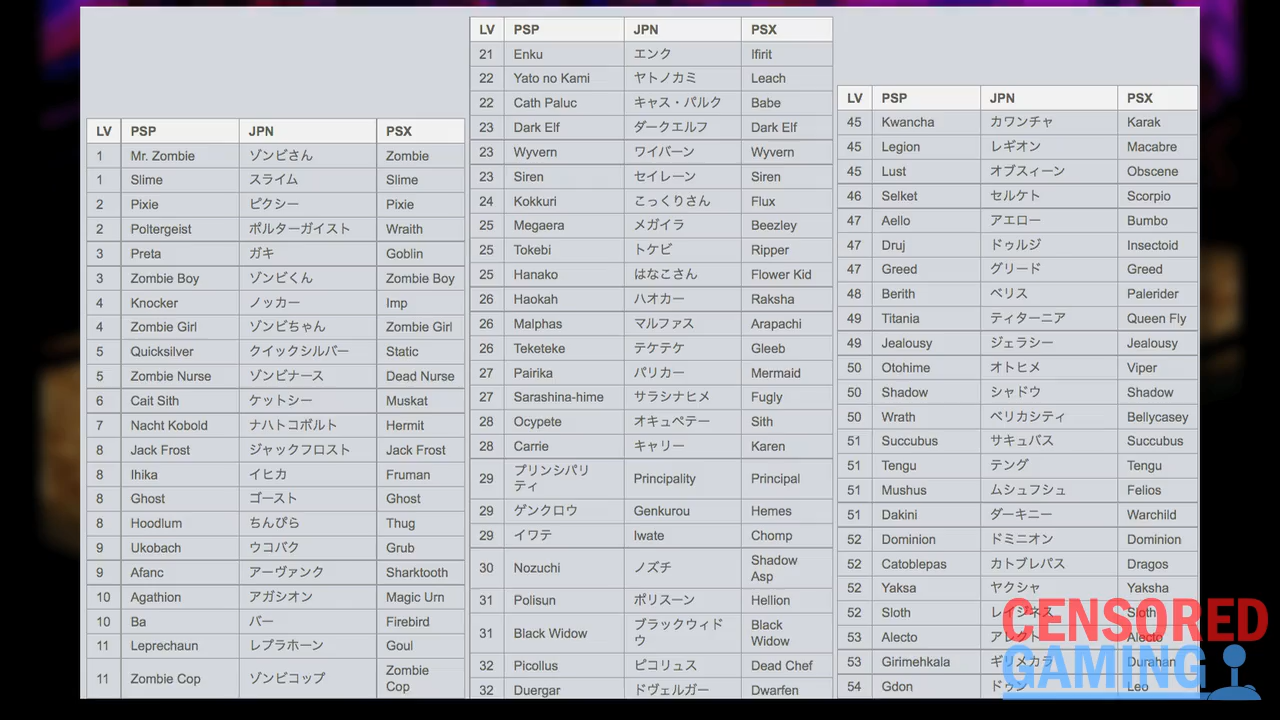 LV PSP JPN PSX
1 Mr. Zombie ゾンビさん Zombie
1 Slime スライム Slime
2 Pixie ピクシー Pixie
2 Poltergeist ポルターガイスト Wraith
3 Preta ガキ Goblin
3 Zombie Boy ゾンビくん Zombie Boy
4 Knocker ノッカー Imp
4 Zombie Girl ゾンビちゃん Zombie Girl
5 Quicksilver クイックシルバー Static
5 Zombie Nurse ゾンビナース Dead Nurse
6 Cait Sith ケットシー Muskat
7 Nacht Kobold ナハトコボルト Hermit
8 Jack Frost ジャックフロスト Jack Frost
8 Ihika イヒカ Fruman
8 Ghost ゴースト Ghost
8 Hoodlum ちんぴら Thug
9 Ukobach ウコバク Grub
9 Afanc アーヴァンク Sharktooth
10 Agathion アガシオン Magic Urn
10 Ba バー Firebird
11 Leprechaun レプラホーン Goul
11 Zombie Cop ゾンビコップ Zombie
Cop
LV PSP JPN PSX
21 Enku エンク Ifirit
22 Yato no Kami ヤトノカミ Leach
22 Cath Paluc キャス・パルク Babe
23 Dark Elf ダークエルフ Dark Elf
23 Wyvern ワイバーン Wyvern
23 Siren セイレーン Siren
24 Kokkuri こっくりさん Flux
25 Megaera メガイラ Beezley
25 Tokebi トケビ Ripper
25 Hanako はなこさん Flower Kid
26 Haokah ハオカー Raksha
26 Malphas マルファス Arapachi
26 Teketeke テケテケ Gleeb
27 Pairika パリカー Mermaid
27 Sarashina-hime サラシナヒメ Fugly
28 Ocypete オキュペテー Sith
28 Carrie キャリー Karen
29 プリンシパリ Principality Principal
ティ
29 ゲンクロウ Genkurou Hemes
29 イワテ Iwate Chomp
30 Nozuchi ノズチ Shadow
Asp
31 Polisun ポリスーン Hellion
31 Black Widow ブラックウィド Black
ウ Widow
32 Picollus ピコリュス Dead Chef
32 Duergar ドヴェルガー Dwarfen
LV PSP JPN PSX
45 Kwancha カワンチャ Karak
45 Legion レギオン Macabre
45 Lust オブスィーン Obscene
46 Selket セルケト Scorpio
47 Aello アエロー Bumbo
47 Druj ドゥルジ Insectoid
47 Greed グリード Greed
48 Berith ベリス Palerider
49 Titania ティターニア Queen Fly
49 Jealousy ジェラシー Jealousy
50 Otohime オトヒメ Viper
50 Shadow シャドウ Shadow
50 Wrath ベリカシティ Bellycasey
51 Succubus サキュバス Succubus
51 Tengu テング Tengu
51 Mushus ムシュフシュ Felios
51 Dakini ダーキニー Warchild
52 Dominion ドミニオン Dominion
52 Catoblepas カトブレパス Dragos
52 Yaksa ヤクシャ Yaksha
52 Sloth レイジネス Sloth
53 Alecto アレクト Alecto
53 Girimehkala ギリメカラ Durahan
54 Gdon ドゥン Leo
CENSORED
GAMING